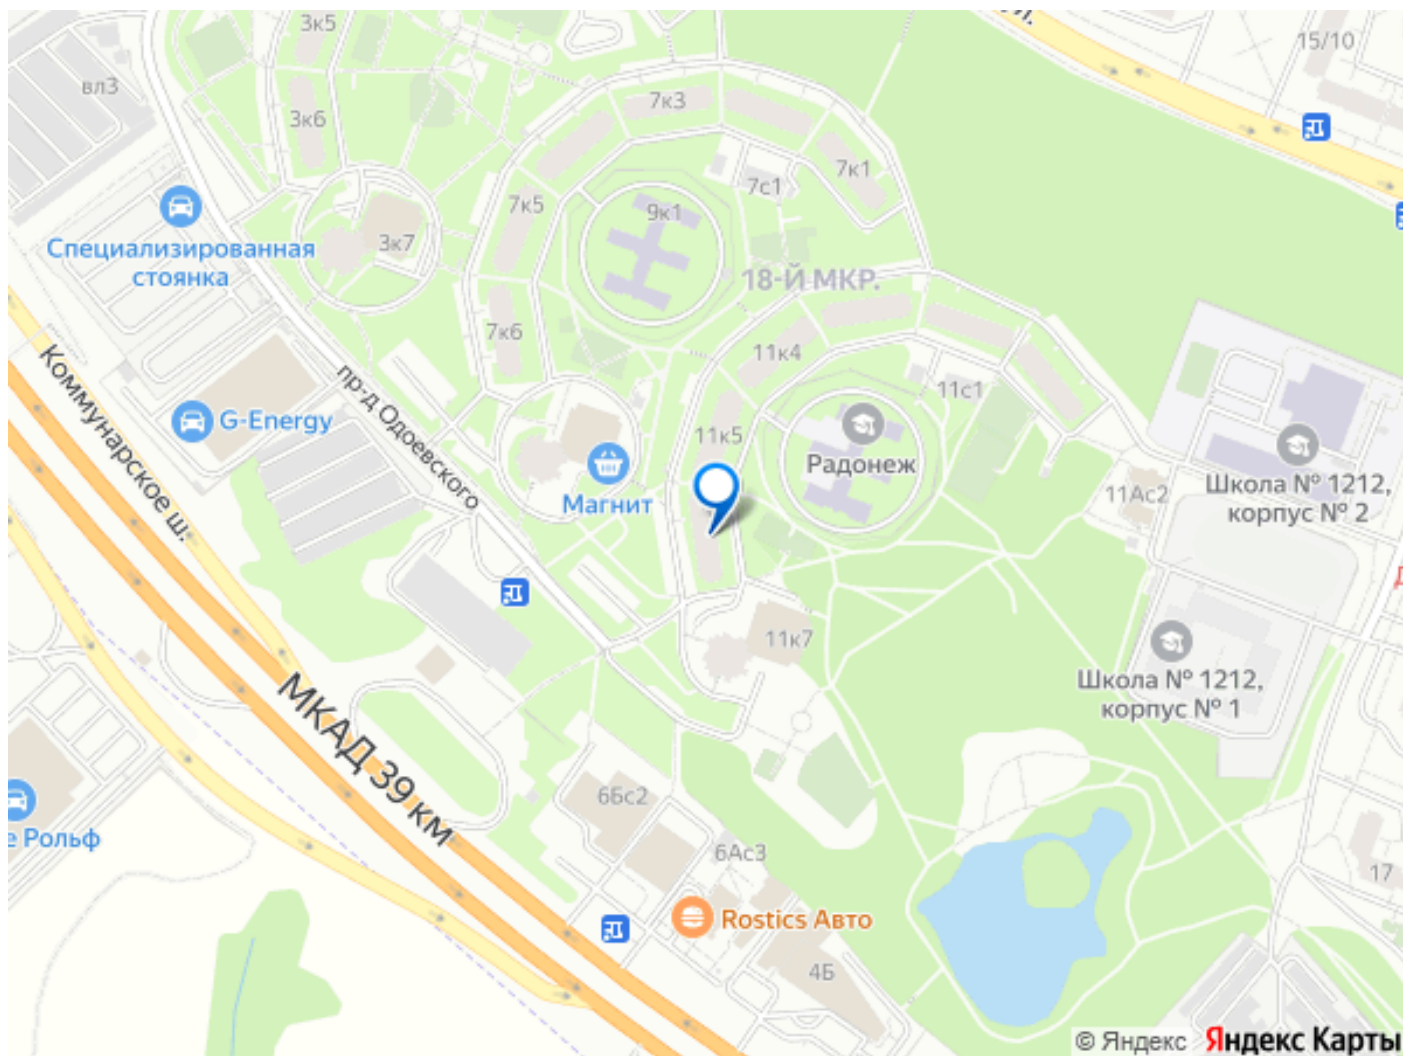 3к5
л.
15/10
вл3
7к3
3к6
7к1
7с1
7к5
9к1
3к7
Специализированная
стоянка
18-Й МКР.
7к6
11к4
Коммунарское ш.
пр-д Одоевского
11с1
G-Energy
11к5
Радонеж
Магнит
11Ас2
Школа № 1212,
корпус № 2
11к7
Школа № 1212,
корпус № 1
МКАД 39 км
6Бс2
е Рольф
6Ас3
17
Rostics Авто
4Б
© Яндекс Яндекс Карты